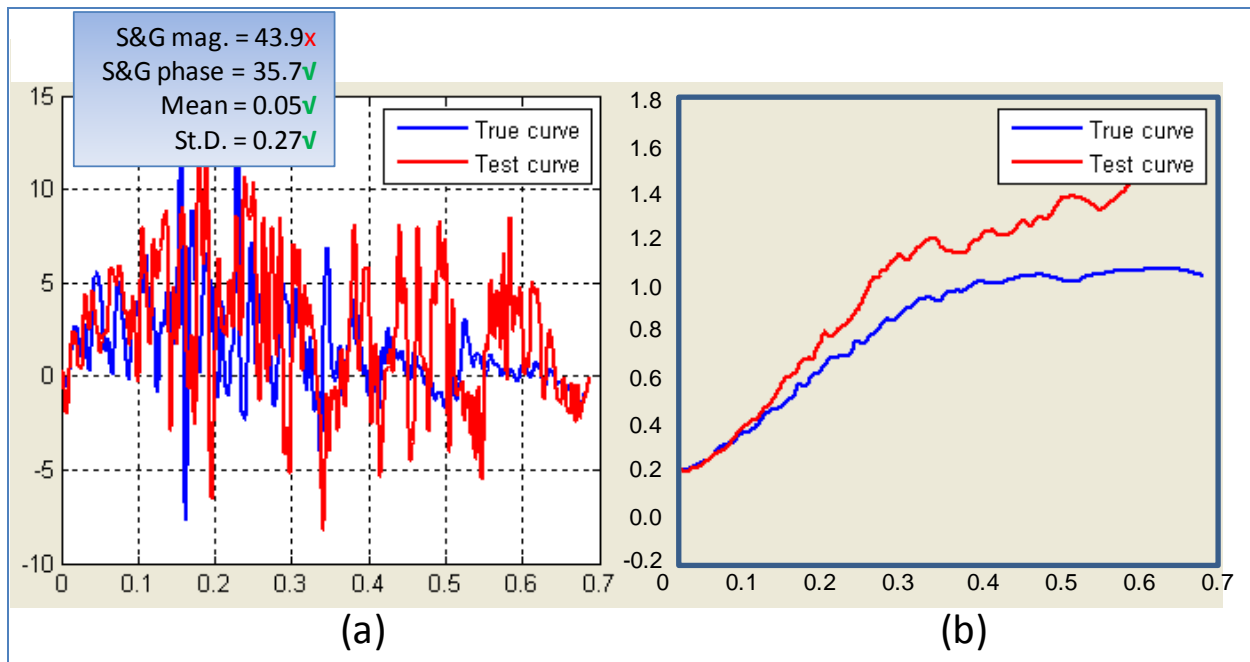 S&G mag. = 43.9x
S&G phase = 35.7√
Mean = 0.05√
St.D. = 0.27√
15
10
5
0
-5
-10
0 0.1 0.2 0.3 0.4 0.5 0.6 0.7
True curve
Test curve
(a)
1.8
1.6
1.4
1.2
1.0
0.8
0.6
0.4
0.2
0.0
-0.2
0 0.1 0.2 0.3 0.4 0.5 0.6 0.7
True curve
Test curve
(b)